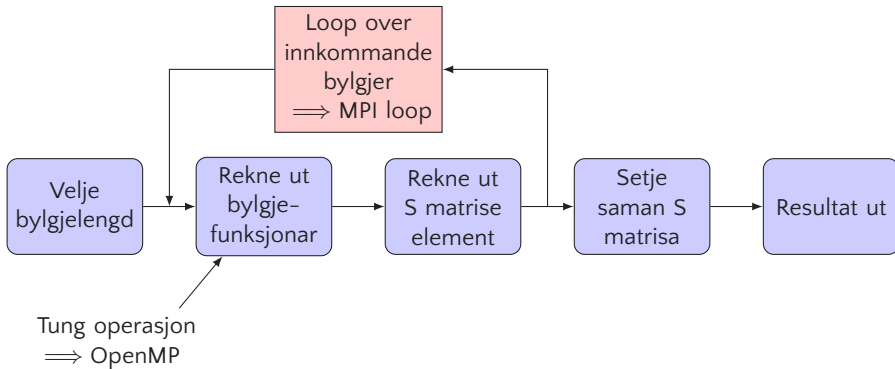 Loop over
innkommande
bylgjer
⟹ MPI loop
Velje
bylgjelengd
Rekne ut
bylgje-
funksjonar
Rekne ut
S matrise
element
Setje
saman S
matrisa
Resultat ut
Tung operasjon
⟹ OpenMP